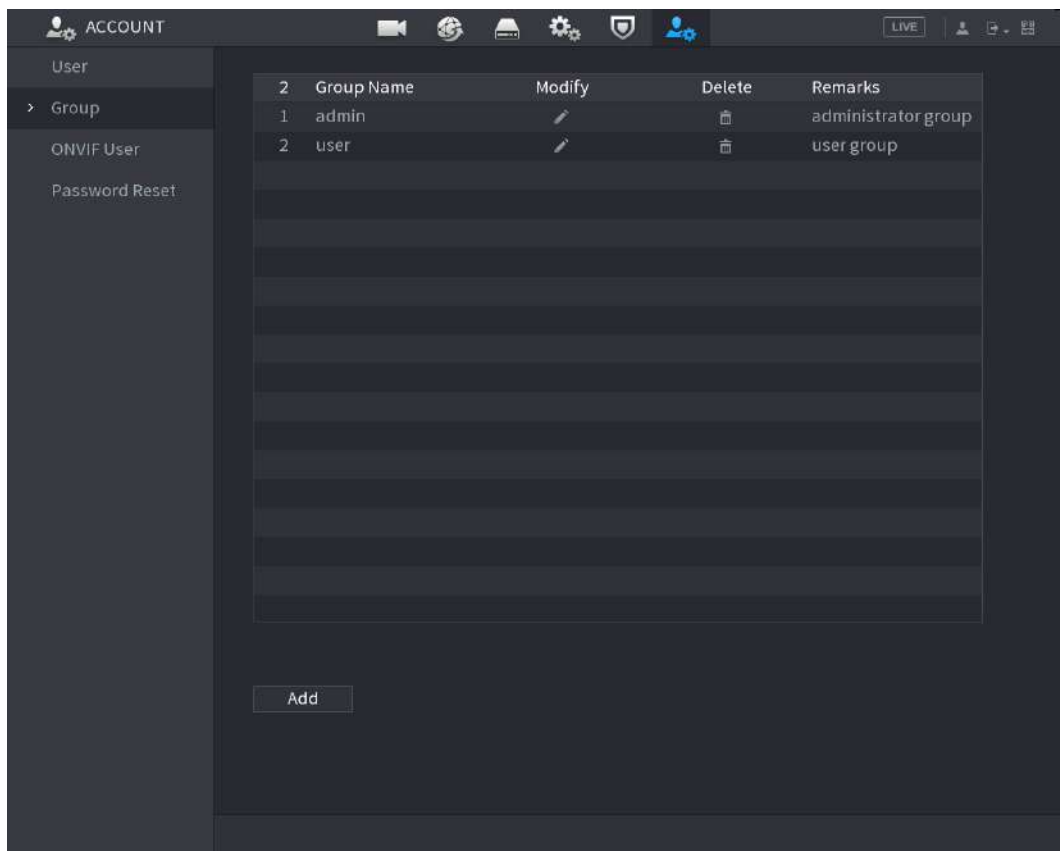 ACCOUNT LIVE
User
Group
ONVIF User
Password Reset
2 Group Name Modify Delete Remarks
1 admin administrator group
2 user user group
Add